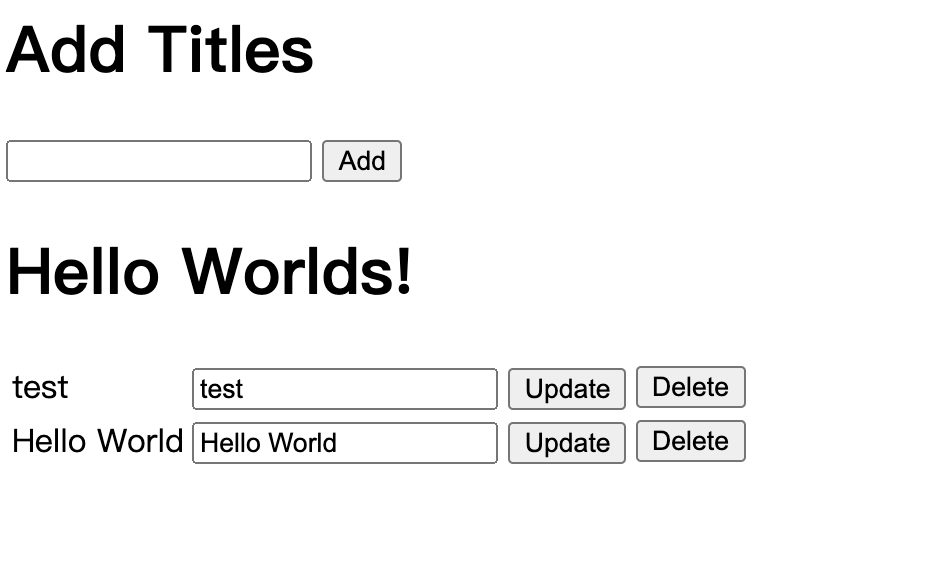 Add Titles
Add
Hello Worlds!
test test Update Delete
Hello World Hello World Update Delete